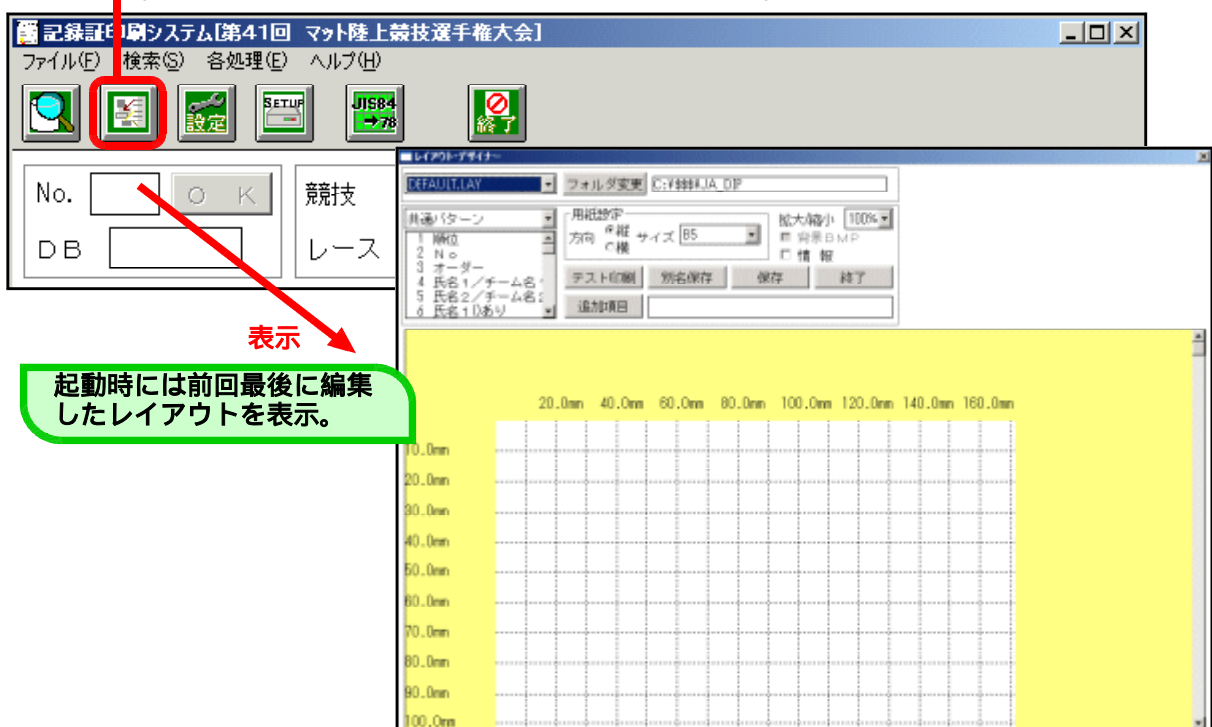 記録証印刷システム[第41回 マット陸上競技選手権大会]
ファイル(F) 検索(S) 各処理(E) ヘルプ(H)
設定
SETUP
JIS84
→78
終了
No.
OK
競技
DB
レース
レイアウト・デザイナー
DEFAULT.LAY
フォルダ変更
C:¥$$$¥JA_DIP
共通パターン
1 順位
2 No
3 オーダー
4 氏名1/チーム名
5 氏名2/チーム名2
6 氏名1Dあり
用紙設定
方向 縦 横
サイズ B5
拡大/縮小 100%
背景BMP
情 報
テスト印刷
別名保存
保存
終了
追加項目
表示
起動時には前回最後に編集
したレイアウトを表示。
20.0mm 40.0mm 60.0mm 80.0mm 100.0mm 120.0mm 140.0mm 160.0mm
10.0mm
20.0mm
30.0mm
40.0mm
50.0mm
60.0mm
70.0mm
80.0mm
90.0mm
100.0mm